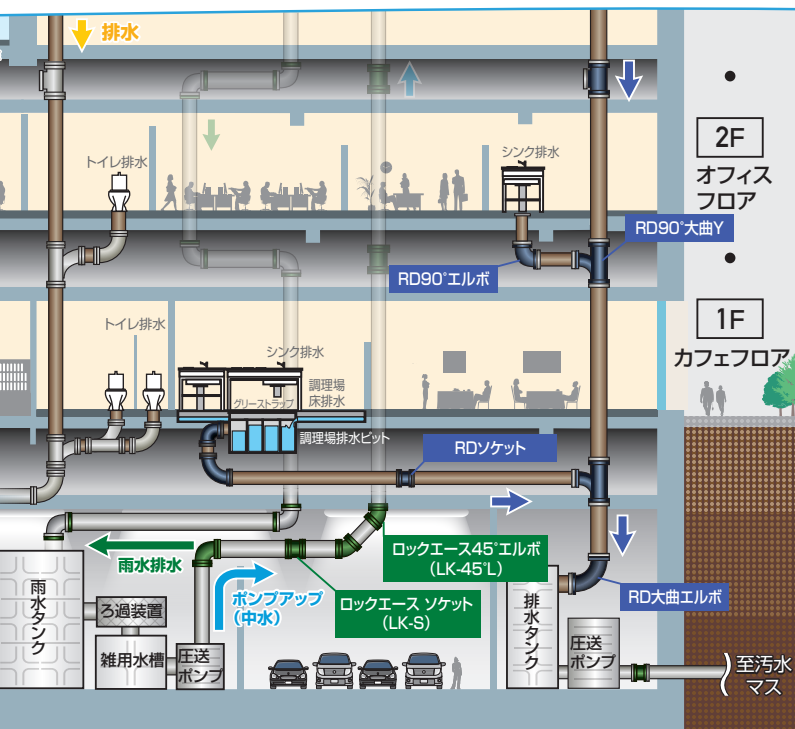 排水
トイレ排水
シンク排水
2F
オフィス
フロア
RD90°大曲Y
RD90°エルボ
1F
カフェフロア
トイレ排水
シンク排水
調理場
床排水
グリーストラップ
調理場排水ピット
RDソケット
雨水排水
ロックエース45°エルボ
(LK-45°L)
ポンプアップ
(中水)
ロックエース ソケット
(LK-S)
RD大曲エルボ
雨水タンク
ろ過装置
雑用水槽
圧送
ポンプ
排水タンク
圧送
ポンプ
至汚水
マス